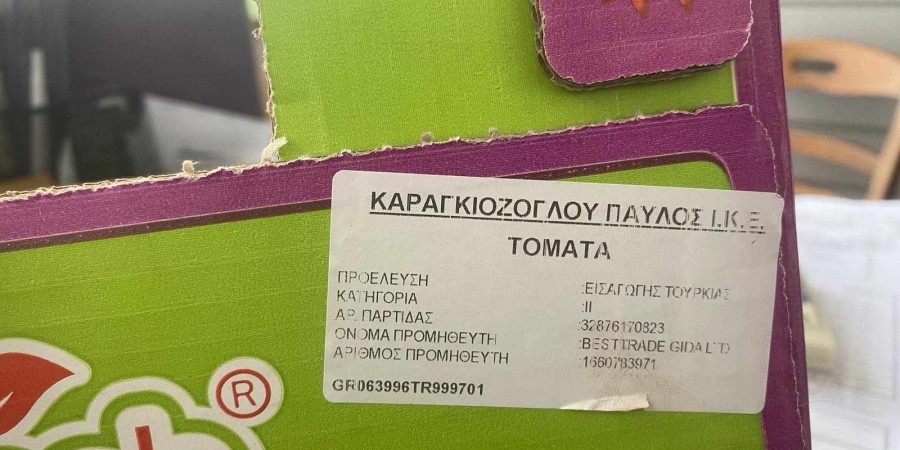 ΚΑΡΑΓΚΙΟΖΟΓΛΟΥ ΠΑΥΛΟΣ Ι.Κ.Ε.
ΤΟΜΑΤΑ
ΠΡΟΕΛΕΥΣΗ :ΕΙΣΑΓΩΓΗΣ ΤΟΥΡΚΙΑΣ
ΚΑΤΗΓΟΡΙΑ :II
ΑΡ. ΠΑΡΤΙΔΑΣ :32876170823
ΟΝΟΜΑ ΠΡΟΜΗΘΕΥΤΗ :BESTTRADE GIDA LTD
ΑΡΙΘΜΟΣ ΠΡΟΜΗΘΕΥΤΗ :1660783971
GR063996TR999701
®